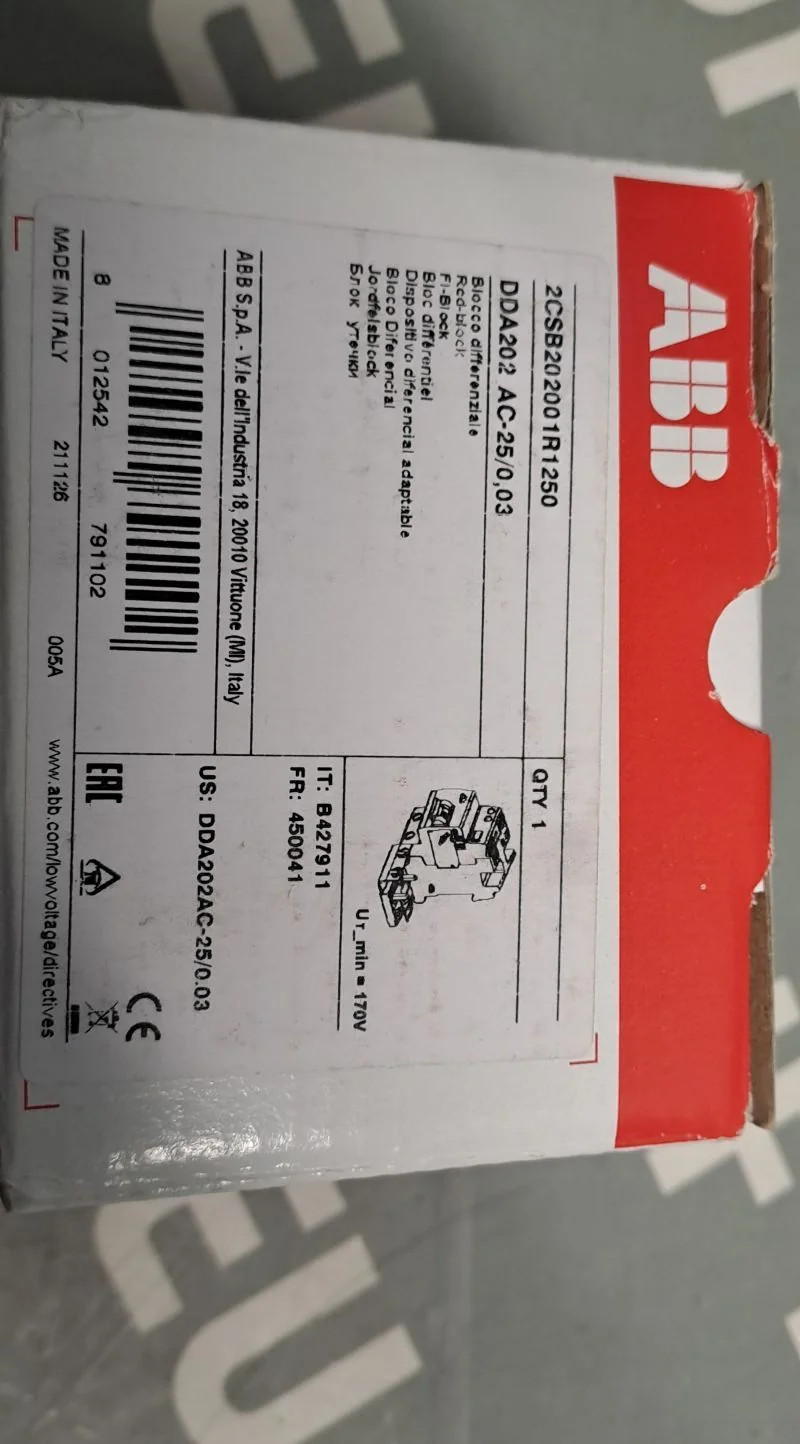 ABB
2CSB202001R1250
QTY 1
DDA202 AC-25/0,03
Blocco differenziale
Rcd-block
FI-Block
Bloc différentiel
Dispositivo diferencial adaptable
Bloco Diferencial
Jordfelsblock
Блок утечки
Ur_min = 170V
IT: B427911
FR: 450041
ABB S.p.A. - V.le dell'Industria 18, 20010 Vittuone (MI), Italy
US: DDA202AC-25/0.03
8 012542 791102
EAC
CE
MADE IN ITALY 211126 005A www.abb.com/lowvoltage/directives